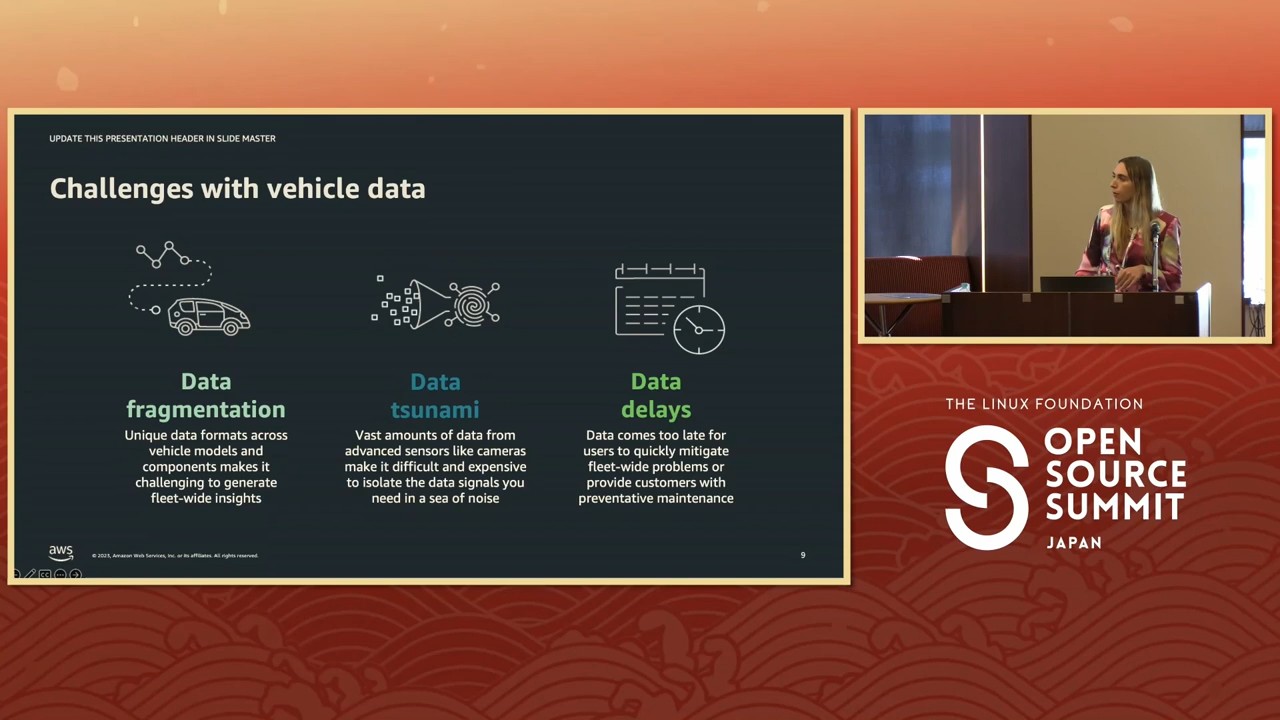 UPDATE THIS PRESENTATION HEADER IN SLIDE MASTER
Challenges with vehicle data
Data
fragmentation
Unique data formats across
vehicle models and
components makes it
challenging to generate
fleet-wide insights
Data
tsunami
Vast amounts of data from
advanced sensors like cameras
make it difficult and expensive
to isolate the data signals you
need in a sea of noise
Data
delays
Data comes too late for
users to quickly mitigate
fleet-wide problems or
provide customers with
preventative maintenance
aws
© 2023, Amazon Web Services, Inc. or its affiliates. All rights reserved.
9
THE LINUX FOUNDATION
OPEN
SOURCE
SUMMIT
JAPAN